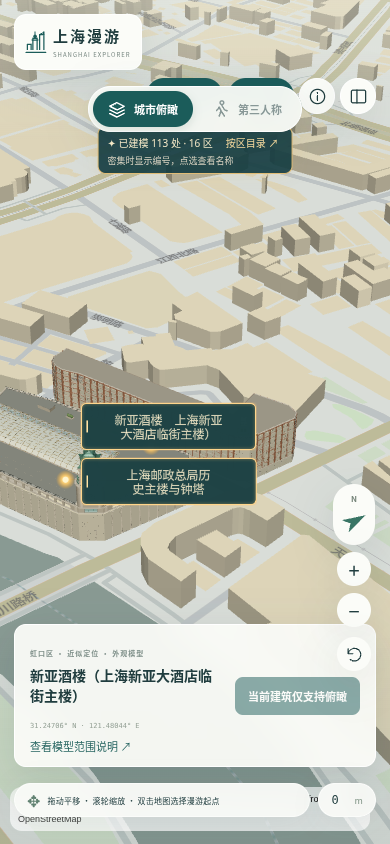 上海漫游
SHANGHAI EXPLORER
城市俯瞰
第三人称
✦ 已建模 113 处 · 16 区 按区目录 ↗
密集时显示编号，点选查看名称
新亚酒楼 上海新亚
大酒店临街主楼）
上海邮政总局历
史主楼与钟塔
N
川路桥
+
−
虹口区 · 近似定位 · 外观模型
新亚酒楼（上海新亚大酒店临
街主楼）
当前建筑仅支持俯瞰
31.24706° N · 121.48044° E
查看模型范围说明 ↗
拖动平移 · 滚轮缩放 · 双击地图选择漫游起点
0 m
OpenStreetMap